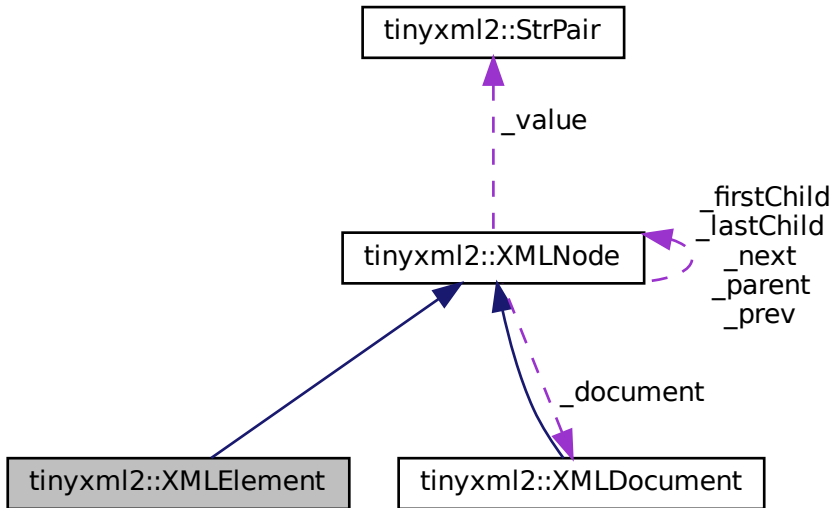 tinyxml2::StrPair
_value
_firstChild
_lastChild
_next
_parent
_prev
tinyxml2::XMLNode
_document
tinyxml2::XMLElement
tinyxml2::XMLDocument